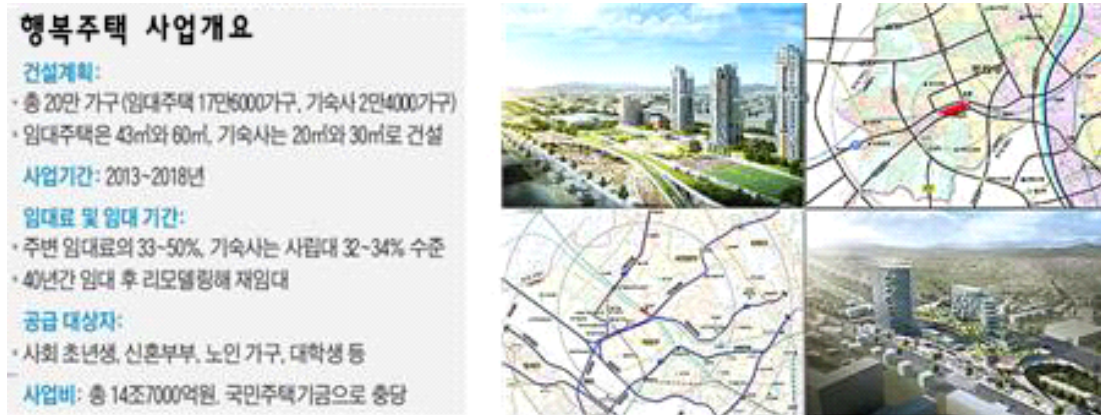 행복주택 사업개요
건설계획:
• 총 20만 가구(임대주택 17만6000가구, 기숙사 2만4000가구)
• 임대주택은 43㎡와 60㎡, 기숙사는 20㎡와 30㎡로 건설
사업기간: 2013~2018년
임대료 및 임대 기간:
• 주변 임대료의 33~50%, 기숙사는 사립대 32~34% 수준
• 40년간 임대 후 리모델링해 재임대
공급 대상자:
• 사회 초년생, 신혼부부, 노인 가구, 대학생 등
사업비: 총 14조7000억원, 국민주택기금으로 충당